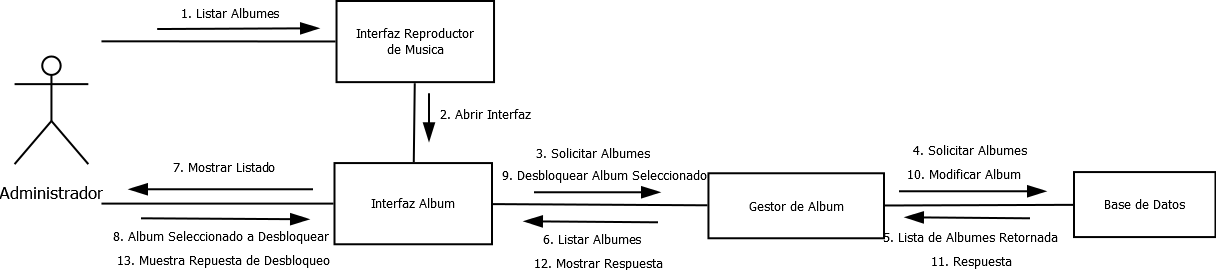 1. Listar Albumes
Interfaz Reproductor
de Musica
2. Abrir Interfaz
Administrador
7. Mostrar Listado
8. Album Seleccionado a Desbloquear
13. Muestra Repuesta de Desbloqueo
Interfaz Album
3. Solicitar Albumes
9. Desbloquear Album Seleccionado
6. Listar Albumes
12. Mostrar Respuesta
Gestor de Album
4. Solicitar Albumes
10. Modificar Album
5. Lista de Albumes Retornada
11. Respuesta
Base de Datos